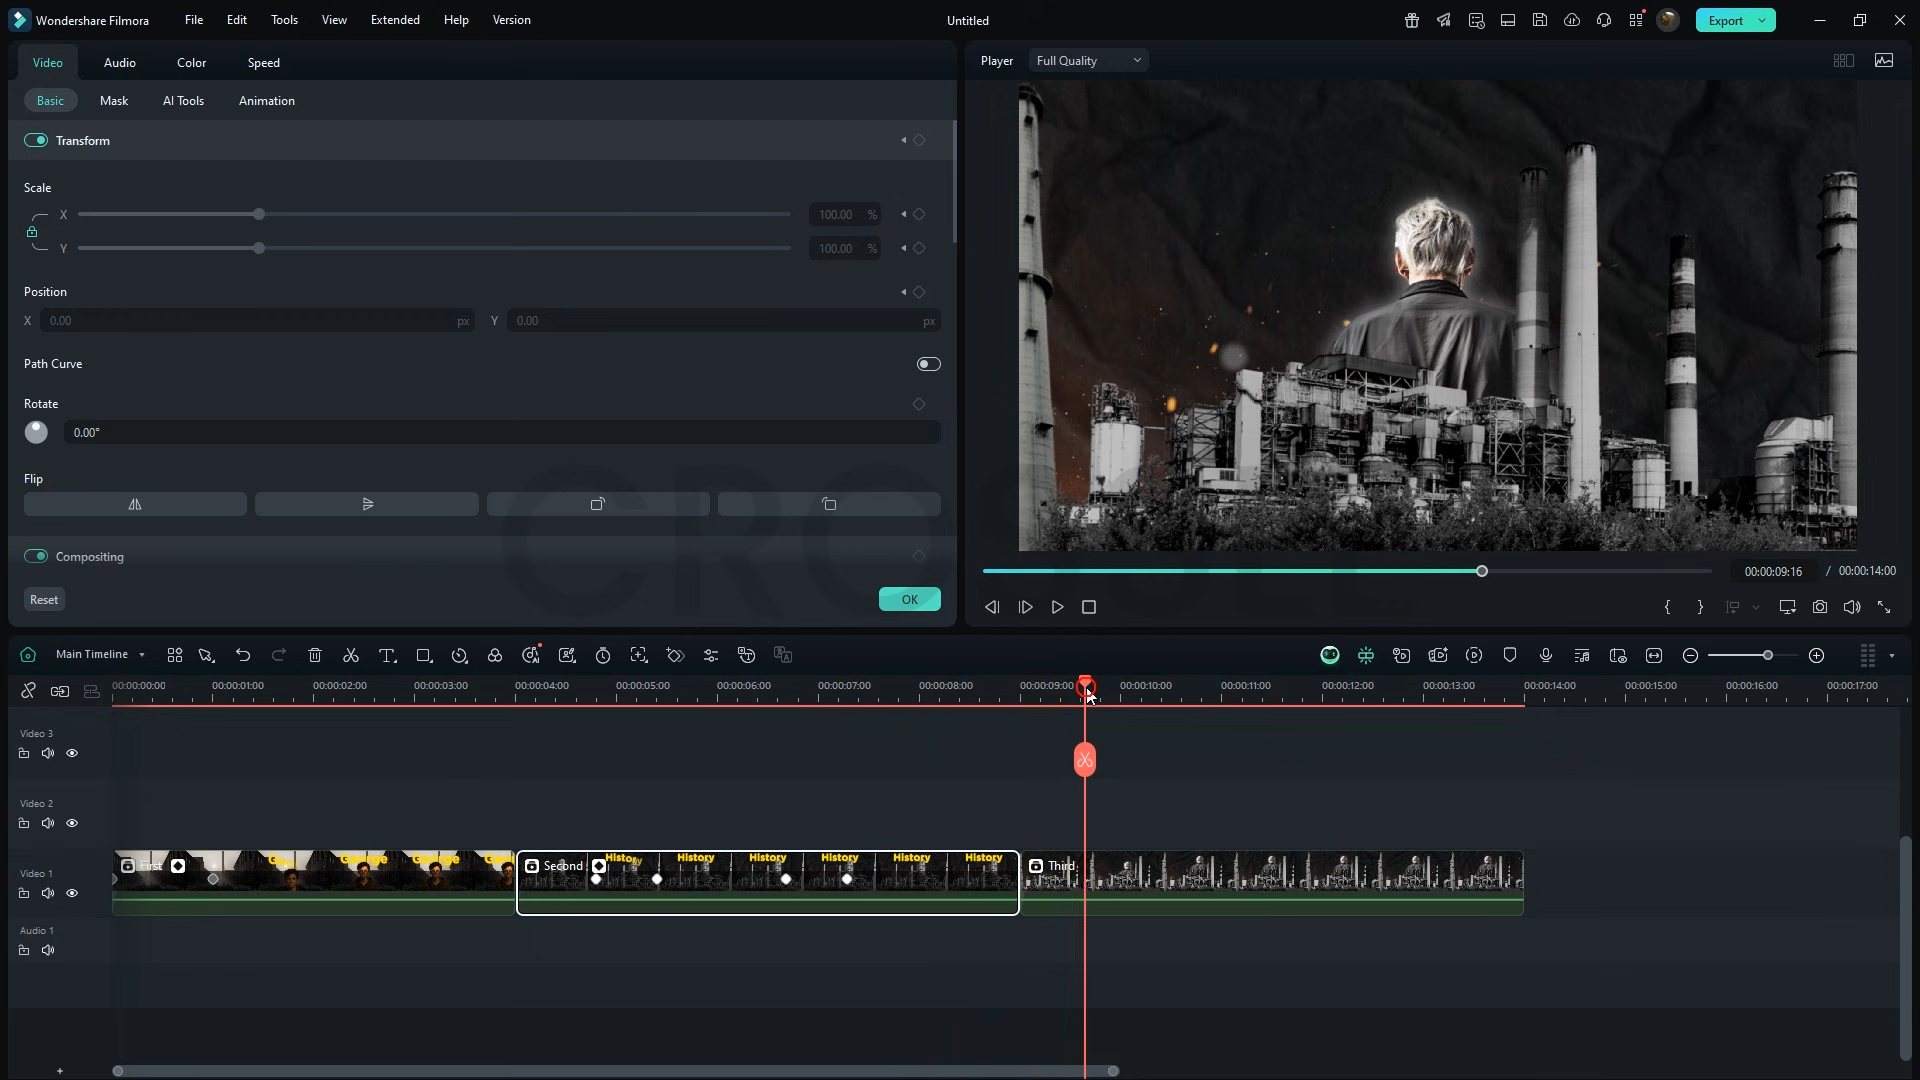 Wondershare Filmora File Edit Tools View Extended Help Version Untitled Export
Video Audio Color Speed
Player Full Quality
Basic Mask AI Tools Animation
Transform
Scale
X 100.00 %
Y 100.00 %
Position
X 0.00 px Y 0.00 px
Path Curve
Rotate
0.00°
Flip
Compositing
00:00:09:16 / 00:00:14:00
Reset OK
Main Timeline
00:00:00:00 00:00:01:00 00:00:02:00 00:00:03:00 00:00:04:00 00:00:05:00 00:00:06:00 00:00:07:00 00:00:08:00 00:00:09:00 00:00:10:00 00:00:11:00 00:00:12:00 00:00:13:00 00:00:14:00 00:00:15:00 00:00:16:00 00:00:17:00
Video 3
Video 2
Video 1
First George George Second History History History History History History Third
Audio 1